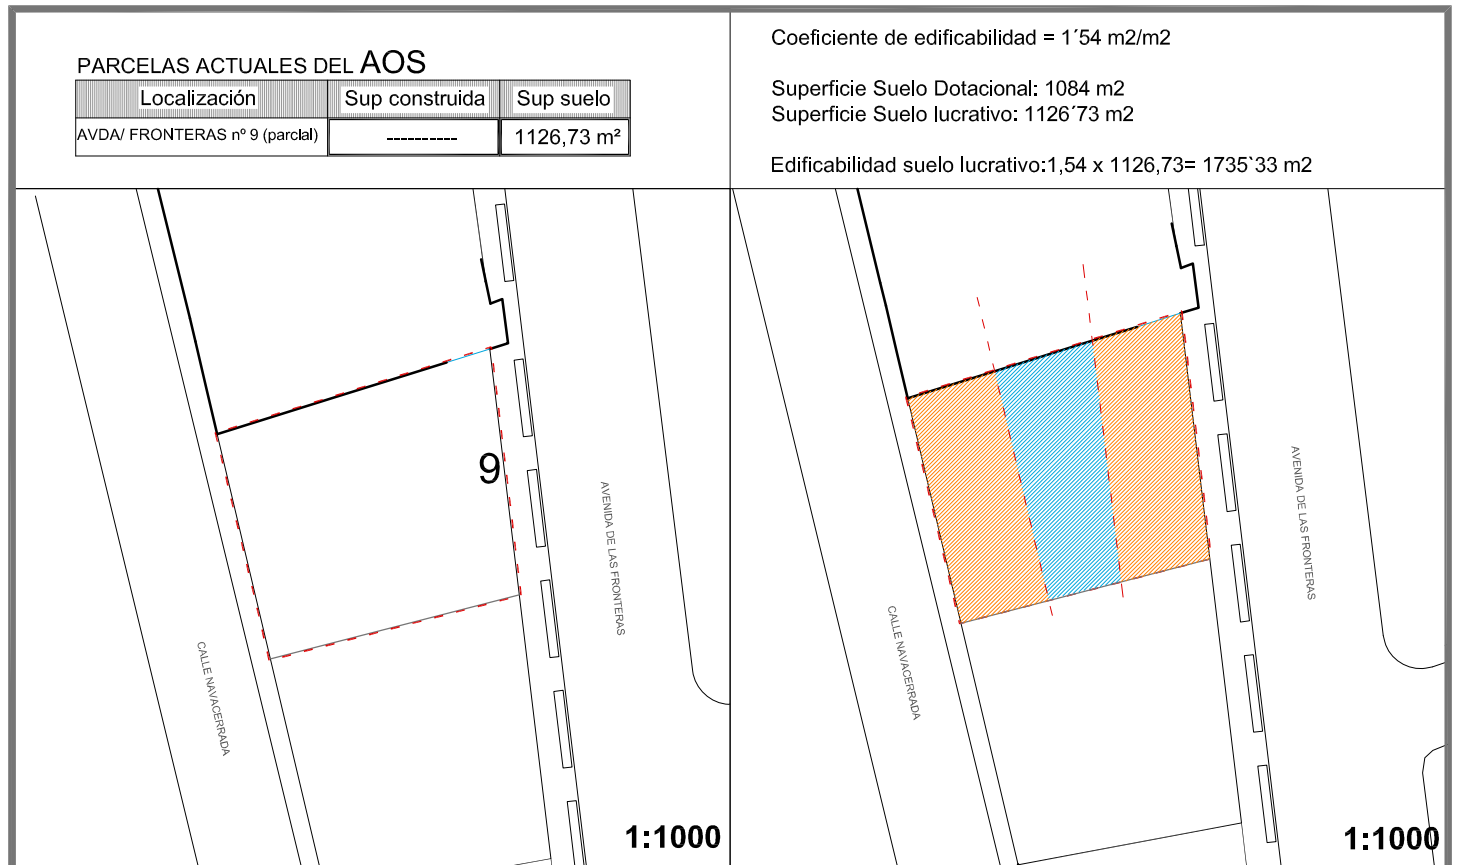 PARCELAS ACTUALES DEL AOS
Localización Sup construida Sup suelo
AVDA/ FRONTERAS nº 9 (parcial) ---------- 1126,73 m²
Coeficiente de edificabilidad = 1´54 m2/m2
Superficie Suelo Dotacional: 1084 m2
Superficie Suelo lucrativo: 1126´73 m2
Edificabilidad suelo lucrativo:1,54 x 1126,73= 1735`33 m2
9
AVENIDA DE LAS FRONTERAS
CALLE NAVACERRADA
1:1000
AVENIDA DE LAS FRONTERAS
CALLE NAVACERRADA
1:1000